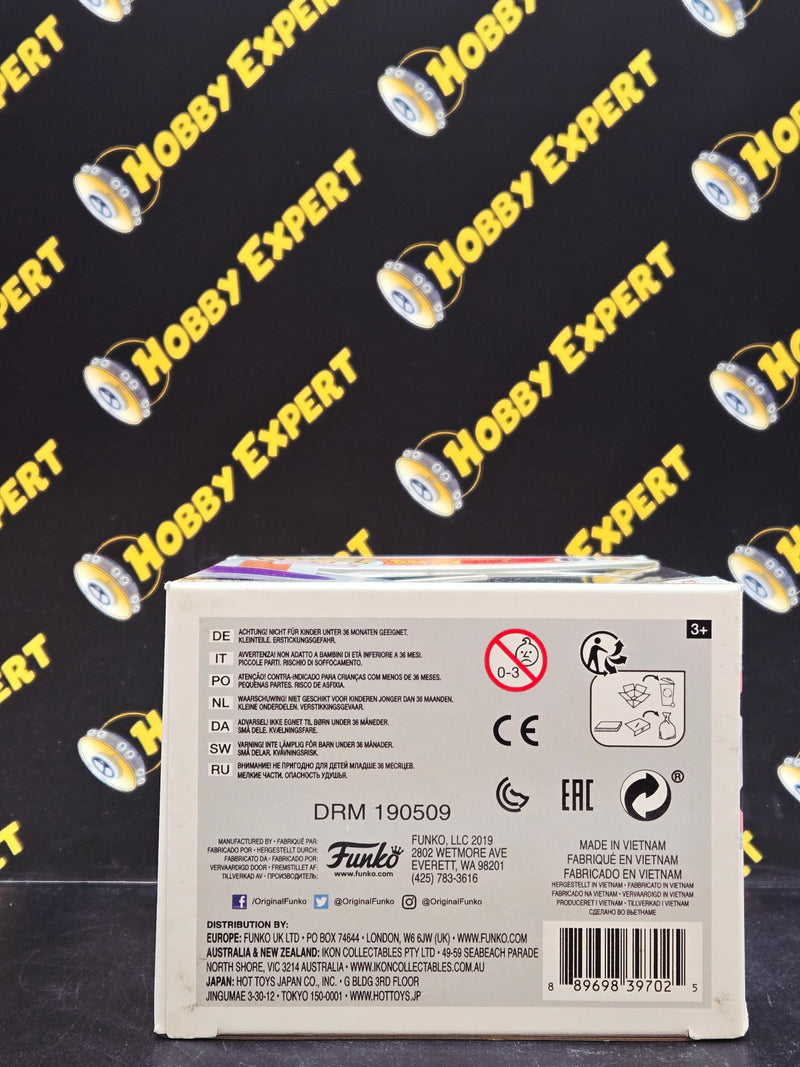 HOBBY EXPERT
HOBBY EXPERT
HOBBY EXPERT
HOBBY EXPERT
HOBBY EXPERT
HOBBY EXPERT
HOBBY EXPERT
EXPERT
EXPERT
3+
DE ACHTUNG! NICHT FÜR KINDER UNTER 36 MONATEN GEEIGNET.
KLEINTEILE. ERSTICKUNGSGEFAHR.
IT AVVERTENZA! NON ADATTO A BAMBINI DI ETÀ INFERIORE A 36 MESI.
PICCOLE PARTI. RISCHIO DI SOFFOCAMENTO.
PO ATENÇÃO! CONTRA-INDICADO PARA CRIANÇAS COM MENOS DE 36 MESES.
PEQUENAS PARTES. RISCO DE ASFIXIA.
NL WAARSCHUWING! NIET GESCHIKT VOOR KINDEREN JONGER DAN 36 MAANDEN.
KLEINE ONDERDELEN. VERSTIKKINGSGEVAAR.
DA ADVARSEL! IKKE EGNET TIL BØRN UNDER 36 MÅNEDER.
SMÅ DELE. KVÆLNINGSFARE.
SW VARNING! INTE LÄMPLIG FÖR BARN UNDER 36 MÅNADER.
SMÅ DELAR. KVÄVNINGSRISK.
RU ВНИМАНИЕ! НЕ ПРИГОДНО ДЛЯ ДЕТЕЙ МЛАДШЕ 36 МЕСЯЦЕВ.
МЕЛКИЕ ЧАСТИ. ОПАСНОСТЬ УДУШЬЯ.
0-3
CE
EAC
®
DRM 190509
MANUFACTURED BY • FABRIQUÉ PAR:
FABRICADO POR • HERGESTELLT DURCH:
FABBRICATO DA • FABRICADO POR:
VERVAARDIGD DOOR • FREMSTILLET AF:
TILLVERKAD AV • ПРОИЗВОДИТЕЛЬ:
Funko
www.funko.com
FUNKO, LLC 2019
2802 WETMORE AVE
EVERETT, WA 98201
(425) 783-3616
/OriginalFunko @OriginalFunko @OriginalFunko
MADE IN VIETNAM
FABRIQUÉ EN VIETNAM
FABRICADO EN VIETNAM
HERGESTELLT IN VIETNAM • FABBRICATO IN VIETNAM
FABRICADO NA VIETNAM • VERVAARDIGD IN VIETNAM
PRODUCERET I VIETNAM • TILLVERKAD I VIETNAM
СДЕЛАНО ВО ВЬЕТНАМЕ
DISTRIBUTION BY:
EUROPE: FUNKO UK LTD • PO BOX 74644 • LONDON, W6 6JW (UK) • WWW.FUNKO.COM
AUSTRALIA & NEW ZEALAND: IKON COLLECTABLES PTY LTD • 49-59 SEABEACH PARADE
NORTH SHORE, VIC 3214 AUSTRALIA • WWW.IKONCOLLECTABLES.COM.AU
JAPAN: HOT TOYS JAPAN CO., INC. • G BLDG 3RD FLOOR
JINGUMAE 3-30-12 • TOKYO 150-0001 • WWW.HOTTOYS.JP
8 89698 39702 5